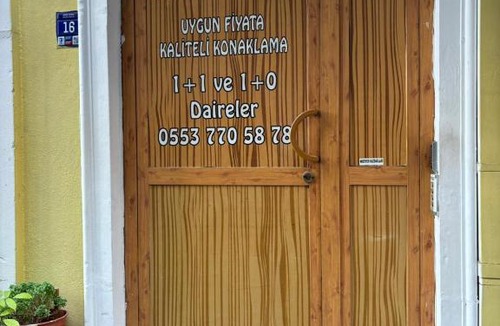 16
UYGUN FİYATA
KALİTELİ KONAKLAMA
1+1 ve 1+0
Daireler
0553 770 58 78